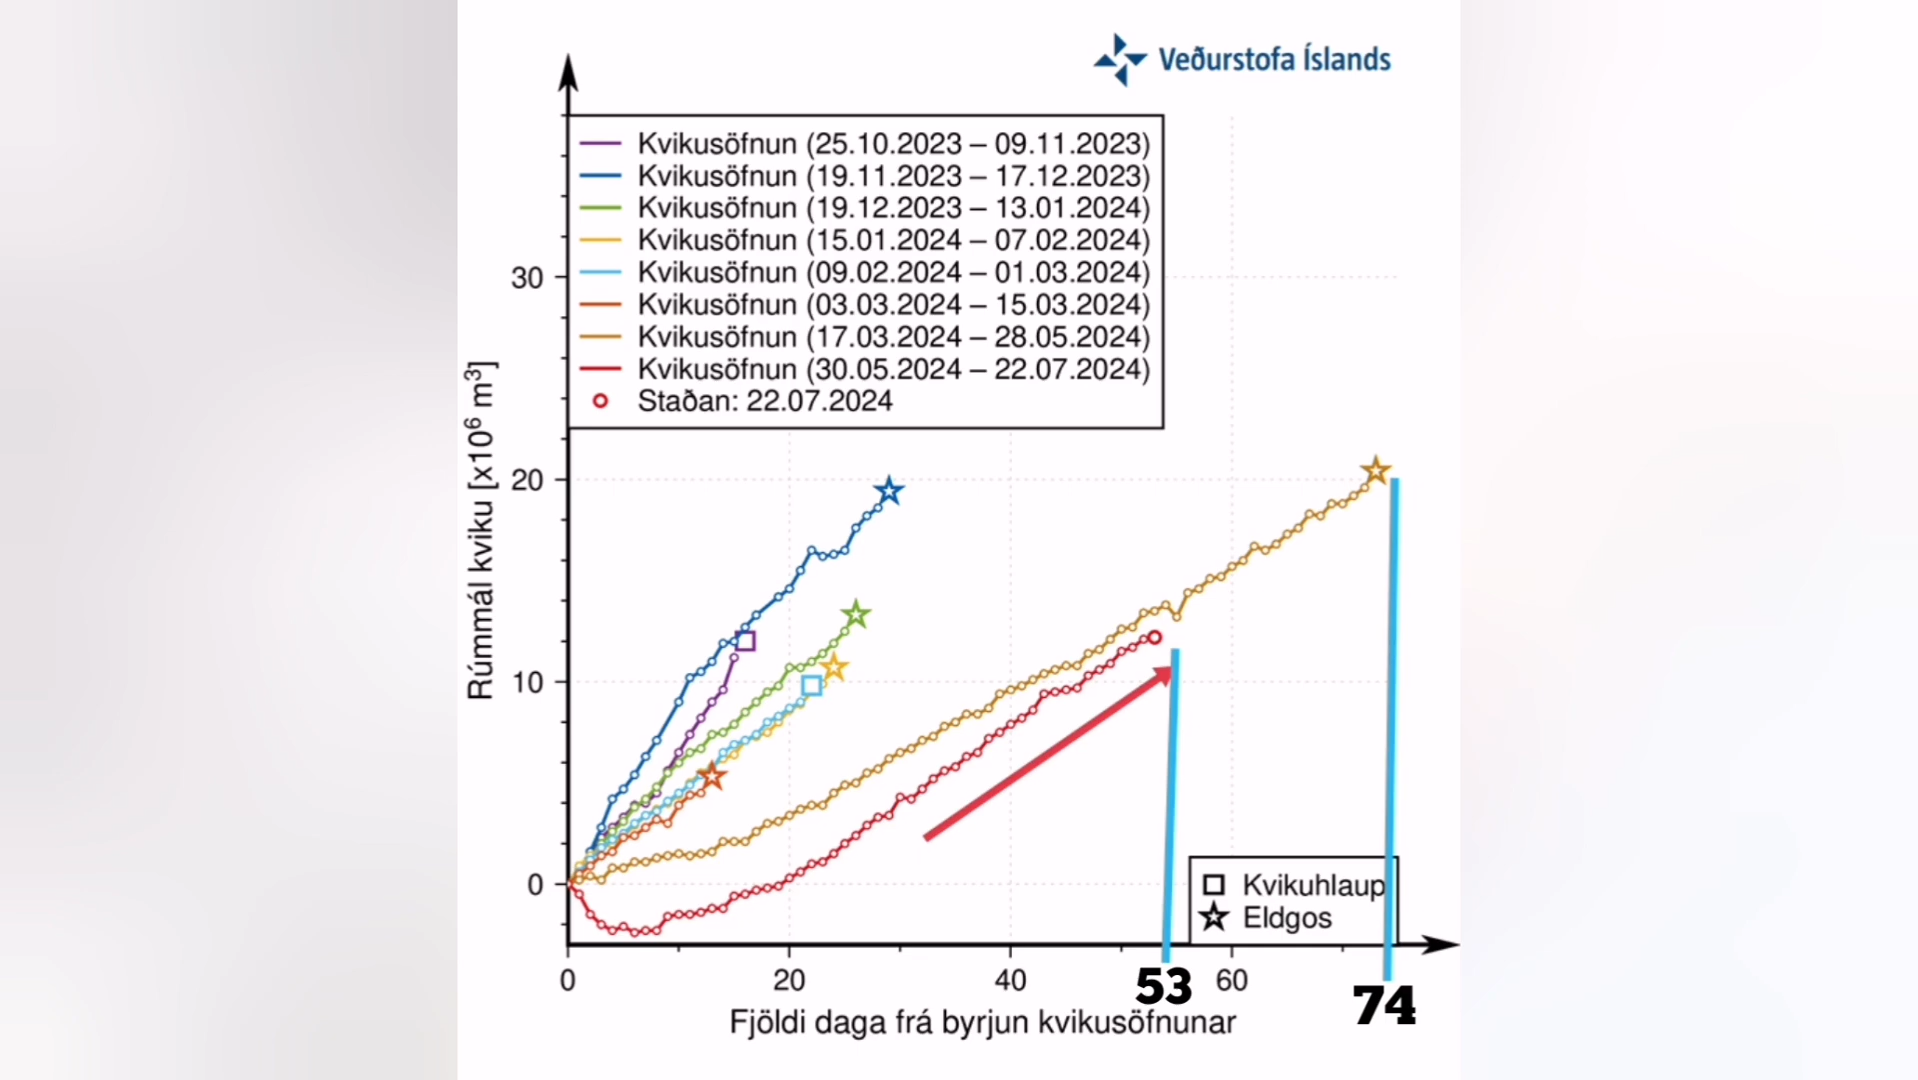 Veðurstofa Íslands
Kvikusöfnun (25.10.2023 – 09.11.2023)
Kvikusöfnun (19.11.2023 – 17.12.2023)
Kvikusöfnun (19.12.2023 – 13.01.2024)
Kvikusöfnun (15.01.2024 – 07.02.2024)
Kvikusöfnun (09.02.2024 – 01.03.2024)
Kvikusöfnun (03.03.2024 – 15.03.2024)
Kvikusöfnun (17.03.2024 – 28.05.2024)
Kvikusöfnun (30.05.2024 – 22.07.2024)
Staðan: 22.07.2024
Rúmmál kviku [x10⁶ m³]
30
20
10
0
Kvikuhlaup
Eldgos
0 20 40 53 60 74
Fjöldi daga frá byrjun kvikusöfnunar